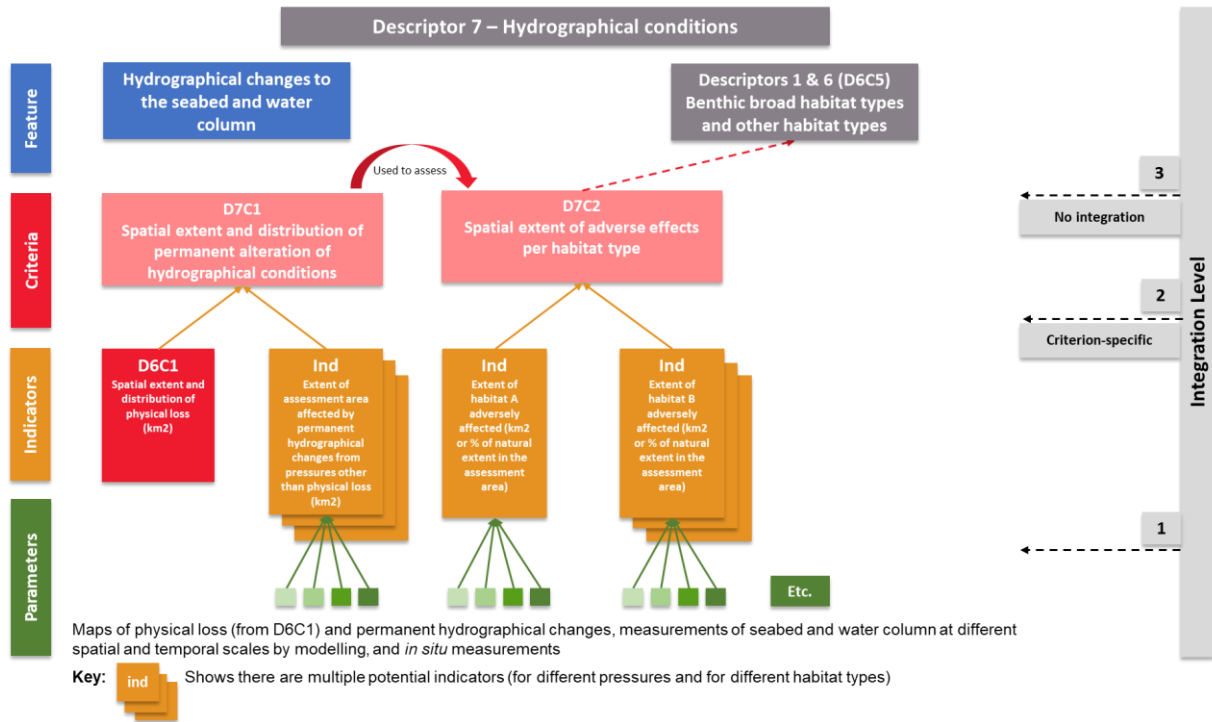 Descriptor 7 – Hydrographical conditions
Feature
Hydrographical changes to
the seabed and water
column
Descriptors 1 & 6 (D6C5)
Benthic broad habitat types
and other habitat types
Used to assess
3
No integration
Criteria
D7C1
Spatial extent and distribution of
permanent alteration of
hydrographical conditions
D7C2
Spatial extent of adverse effects
per habitat type
2
Criterion-specific
Integration Level
Indicators
D6C1
Spatial extent and
distribution of
physical loss
(km2)
Ind
Extent of
assessment area
affected by
permanent
hydrographical
changes from
pressures other
than physical loss
(km2)
Ind
Extent of
habitat A
adversely
affected (km2
or % of natural
extent in the
assessment
area)
Ind
Extent of
habitat B
adversely
affected (km2
or % of natural
extent in the
assessment
area)
1
Parameters
Etc.
Maps of physical loss (from D6C1) and permanent hydrographical changes, measurements of seabed and water column at different
spatial and temporal scales by modelling, and in situ measurements
Key:
ind
Shows there are multiple potential indicators (for different pressures and for different habitat types)